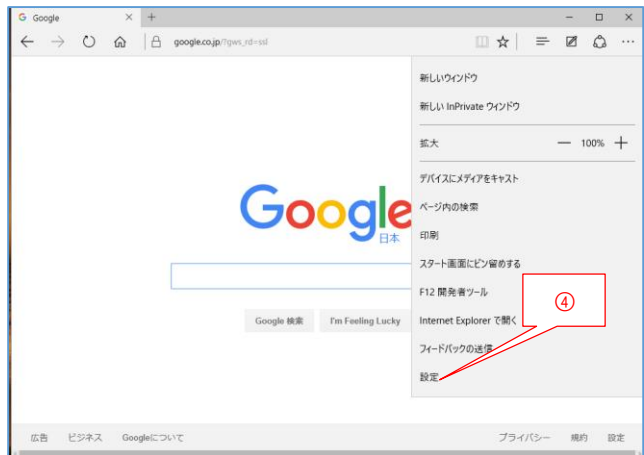 Google
google.co.jp/?gws_rd=ssl
新しいウィンドウ
新しい InPrivate ウィンドウ
拡大 100%
デバイスにメディアをキャスト
ページ内の検索
印刷
スタート画面にピン留めする
F12 開発者ツール
④
Internet Explorer で開く
フィードバックの送信
設定
Google
日本
Google 検索 I'm Feeling Lucky
広告 ビジネス Googleについて プライバシー 規約 設定